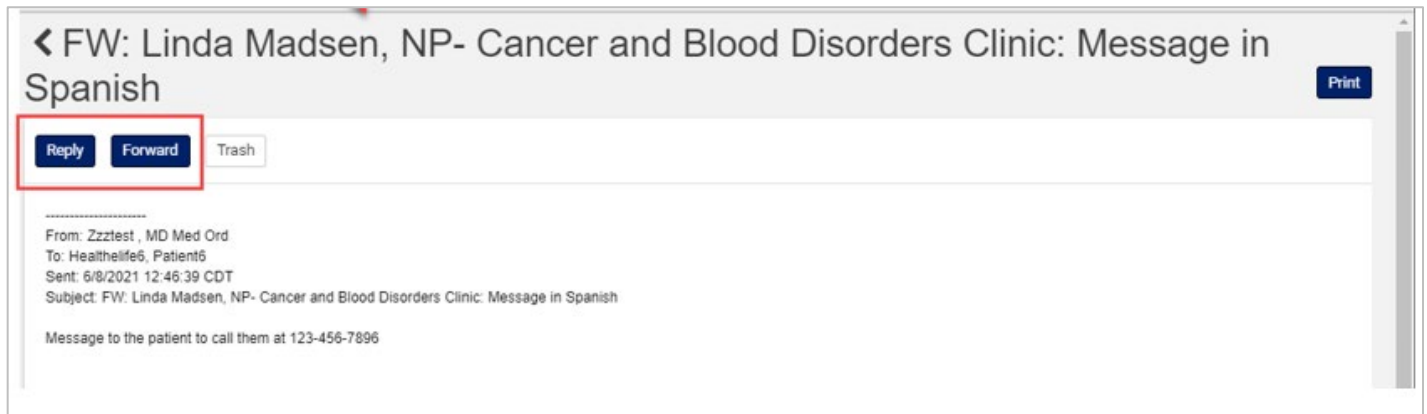 FW: Linda Madsen, NP- Cancer and Blood Disorders Clinic: Message in
Spanish
Print
Reply Forward Trash
----------------------
From: Zzztest , MD Med Ord
To: Healthelife6, Patient6
Sent: 6/8/2021 12:46:39 CDT
Subject: FW: Linda Madsen, NP- Cancer and Blood Disorders Clinic: Message in Spanish
Message to the patient to call them at 123-456-7896